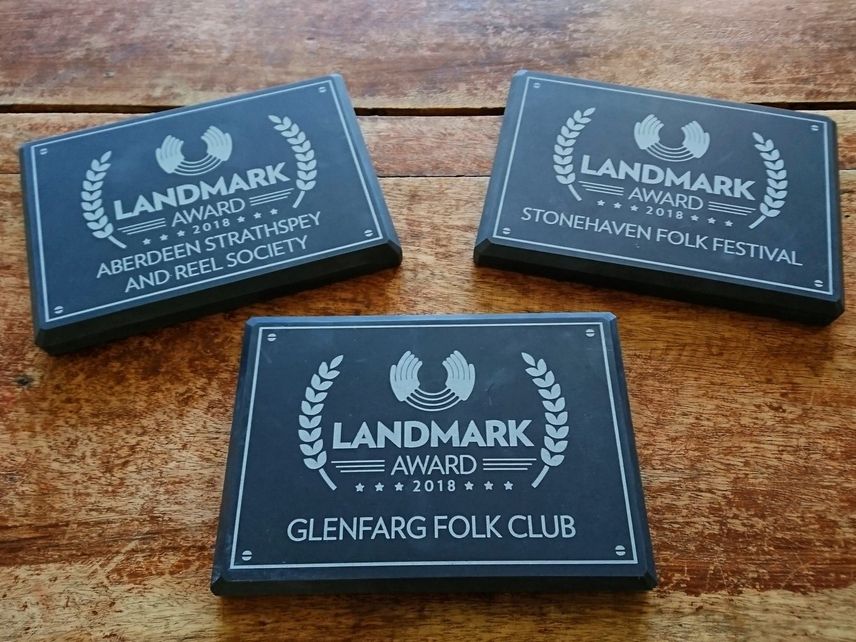 LANDMARK
AWARD
2018
ABERDEEN STRATHSPEY
AND REEL SOCIETY
LANDMARK
AWARD
2018
STONEHAVEN FOLK FESTIVAL
LANDMARK
AWARD
2018
GLENFARG FOLK CLUB